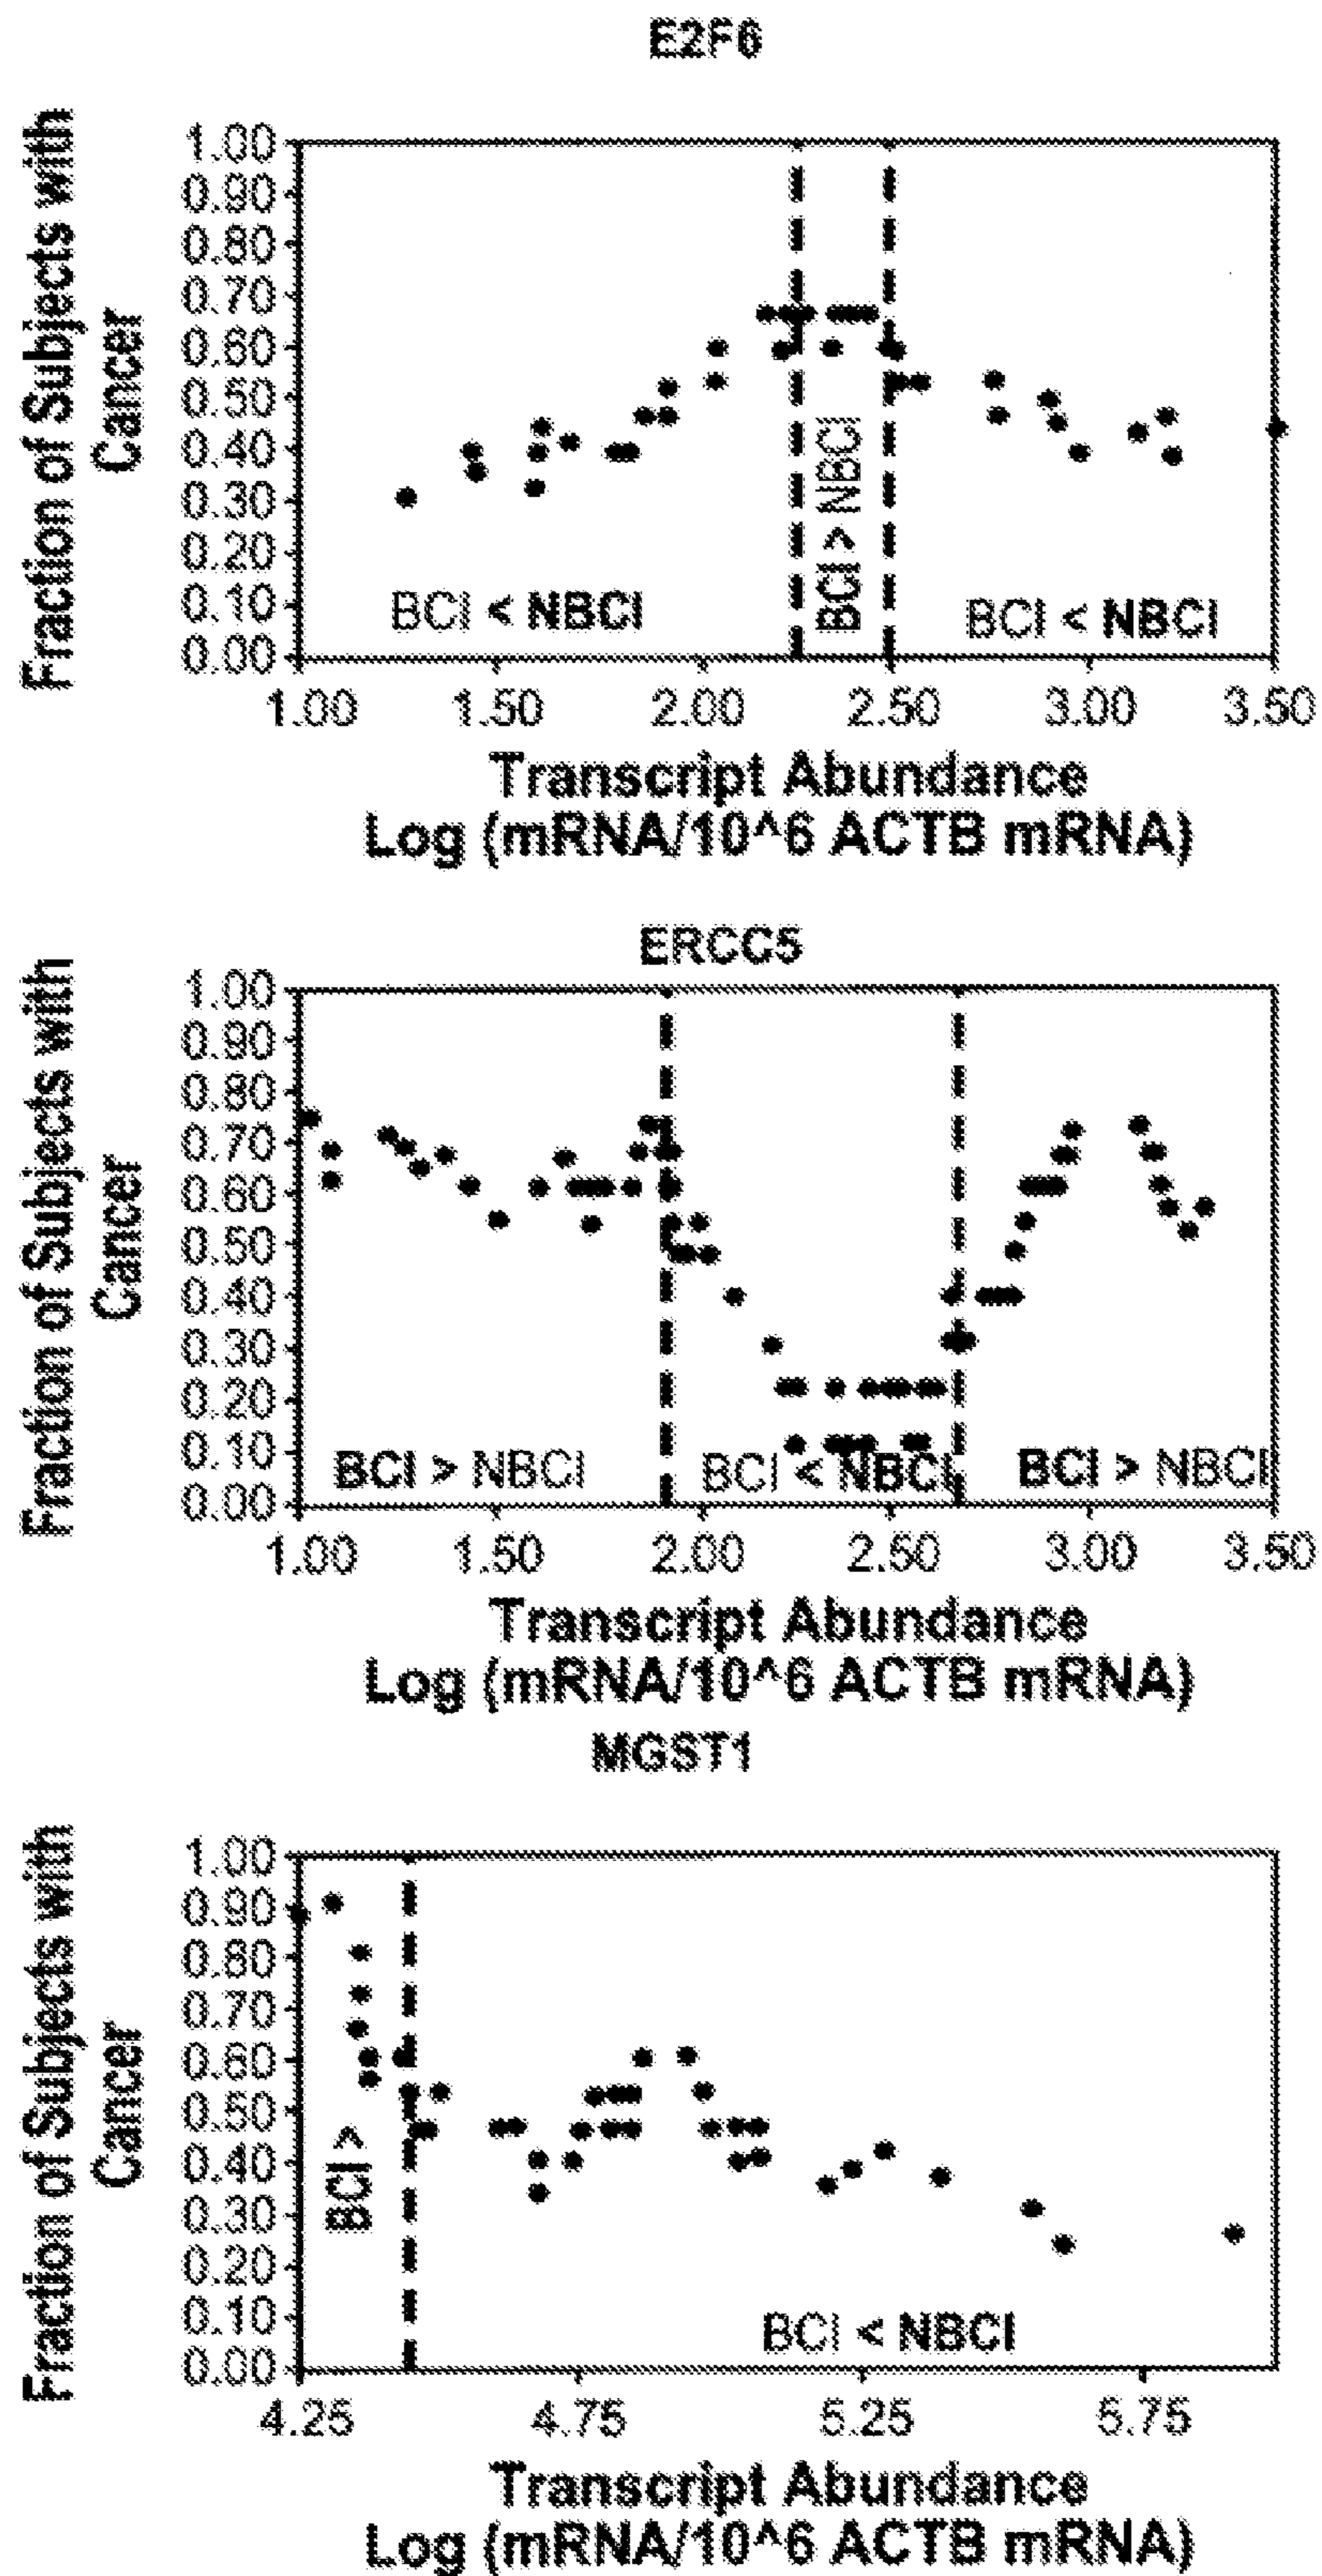 E2F6
Fraction of Subjects with
Cancer
1.00
0.90
0.80
0.70
0.60
0.50
0.40
0.30
0.20
0.10
0.00
BCI < NBCI
BCI > NBCI
BCI < NBCI
1.00 1.50 2.00 2.50 3.00 3.50
Transcript Abundance
Log (mRNA/10^6 ACTB mRNA)
ERCC5
Fraction of Subjects with
Cancer
1.00
0.90
0.80
0.70
0.60
0.50
0.40
0.30
0.20
0.10
0.00
BCI > NBCI
BCI < NBCI
BCI > NBCI
1.00 1.50 2.00 2.50 3.00 3.50
Transcript Abundance
Log (mRNA/10^6 ACTB mRNA)
MGST1
Fraction of Subjects with
Cancer
1.00
0.90
0.80
0.70
0.60
0.50
0.40
0.30
0.20
0.10
0.00
BCI >
BCI < NBCI
4.25 4.75 5.25 5.75
Transcript Abundance
Log (mRNA/10^6 ACTB mRNA)